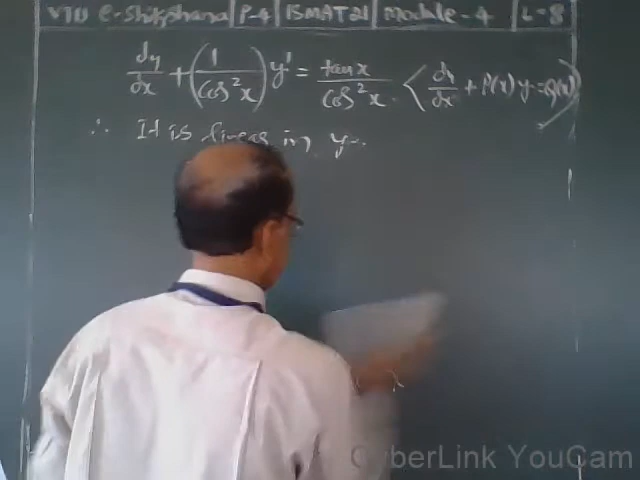 VTU e-Shikshana | P-4 | 15MAT21 | Module-4 | L-8
dy/dx + (1/cos²x) y' = tan x/cos²x. < dy/dx + P(x) y = Q(x) )
∴ It is linear in y.
CyberLink YouCam